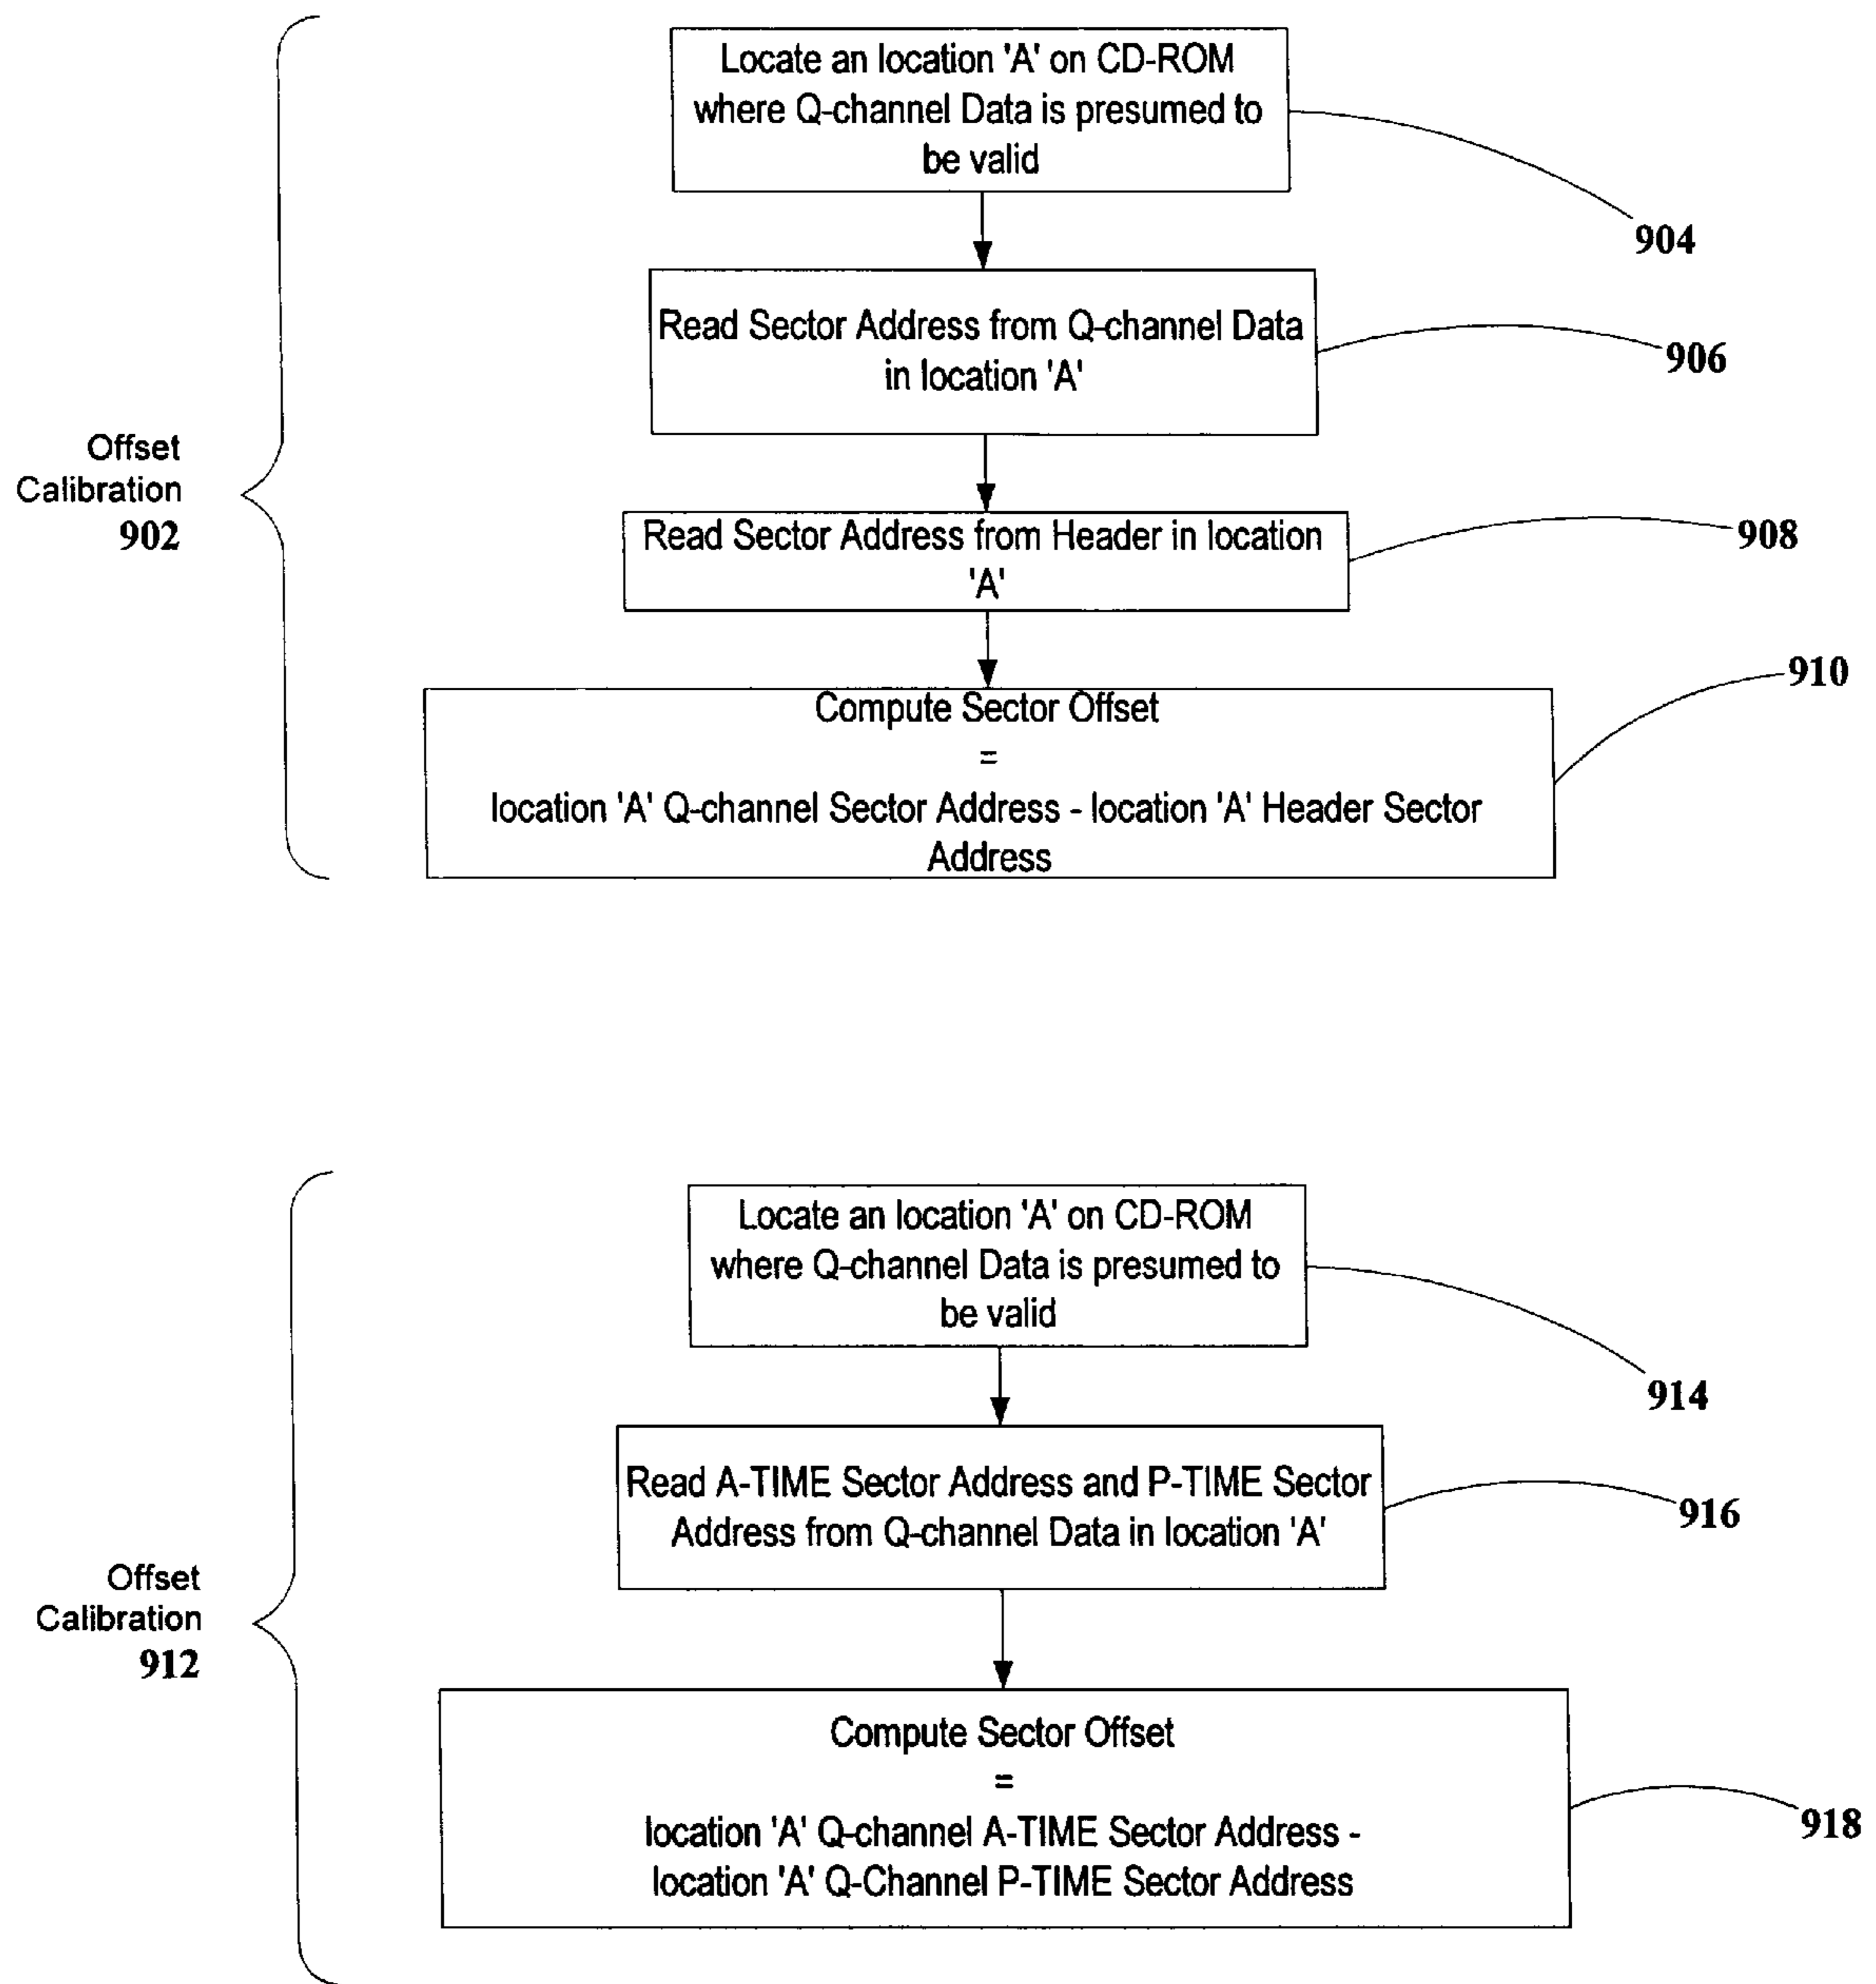 Locate an location 'A' on CD-ROM
where Q-channel Data is presumed to
be valid
904
Read Sector Address from Q-channel Data
in location 'A'
906
Offset
Calibration
902
Read Sector Address from Header in location
'A'
908
Compute Sector Offset
=
location 'A' Q-channel Sector Address - location 'A' Header Sector
Address
910
Locate an location 'A' on CD-ROM
where Q-channel Data is presumed to
be valid
914
Read A-TIME Sector Address and P-TIME Sector
Address from Q-channel Data in location 'A'
916
Offset
Calibration
912
Compute Sector Offset
=
location 'A' Q-channel A-TIME Sector Address -
location 'A' Q-Channel P-TIME Sector Address
918